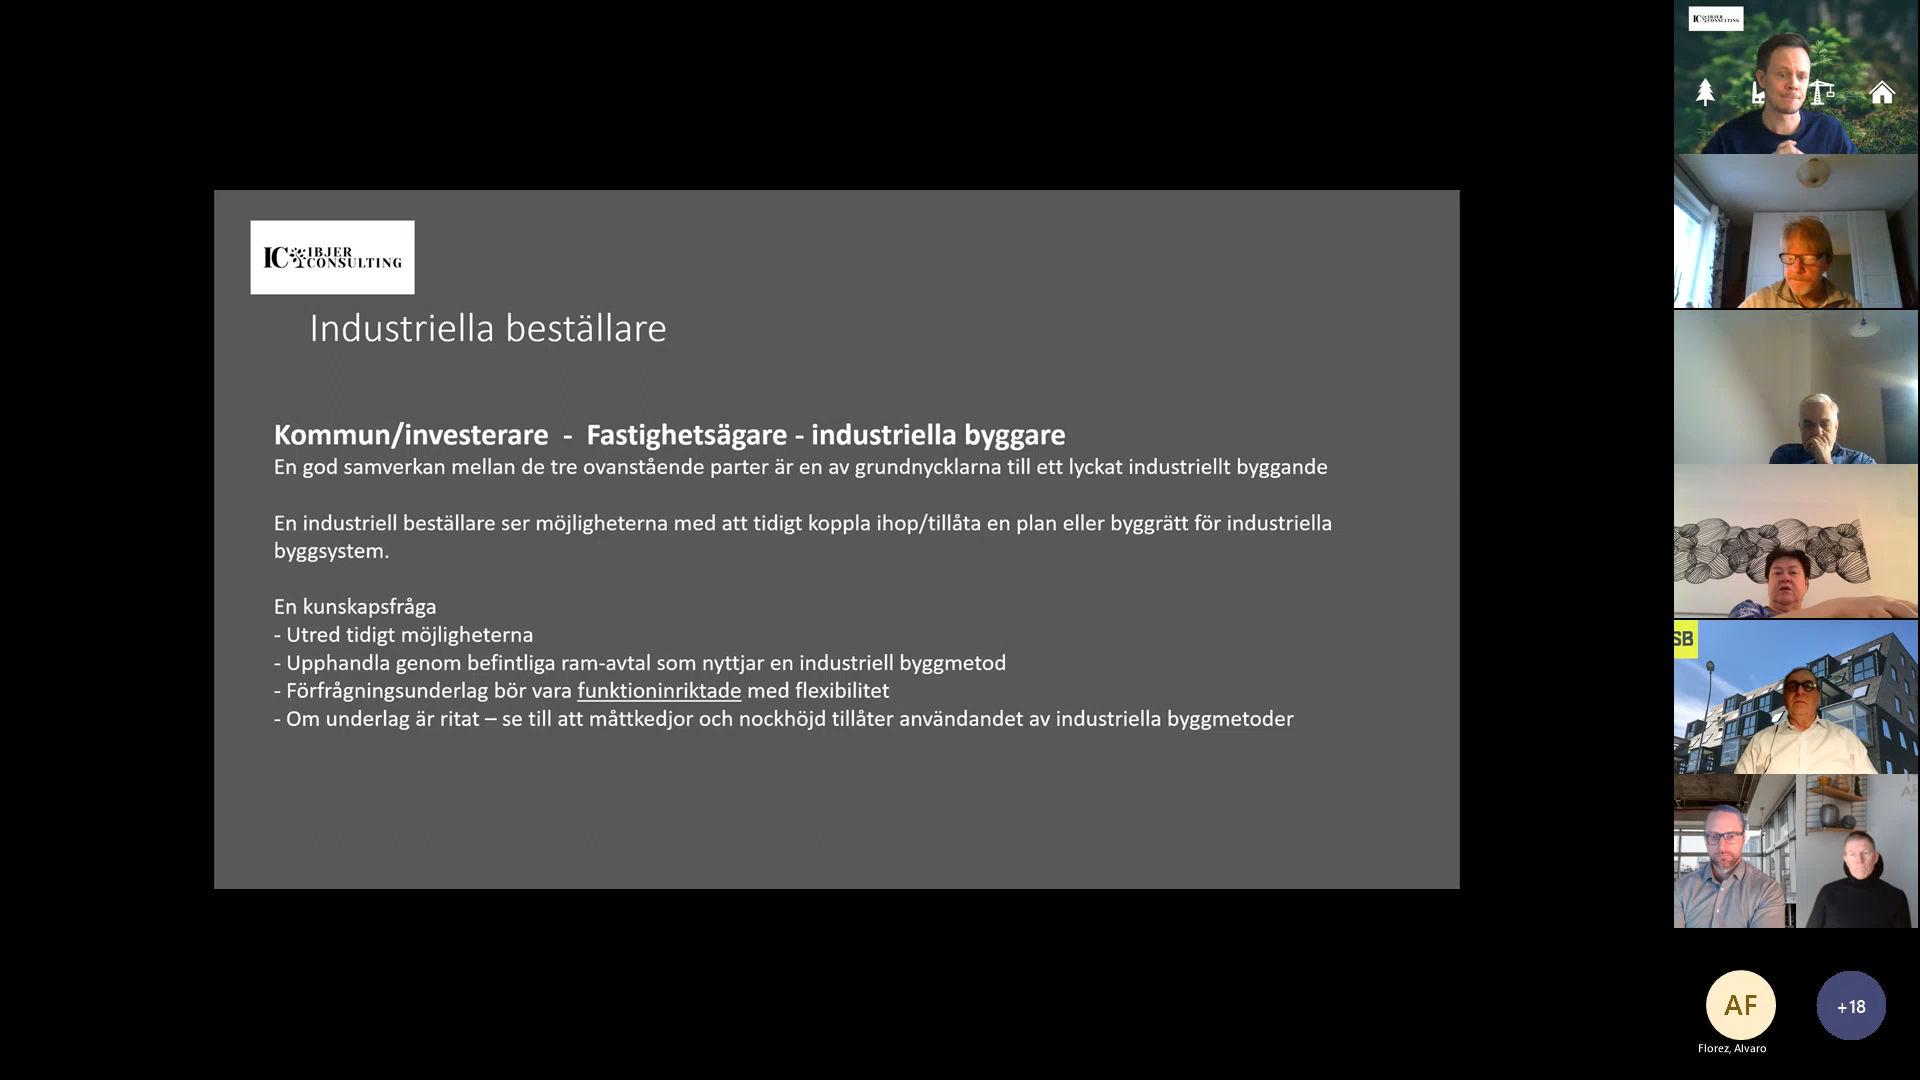 IC IBJER
CONSULTING
Industriella beställare
Kommun/investerare - Fastighetsägare - industriella byggare
En god samverkan mellan de tre ovanstående parter är en av grundnycklarna till ett lyckat industriellt byggande
En industriell beställare ser möjligheterna med att tidigt koppla ihop/tillåta en plan eller byggrätt för industriella
byggsystem.
En kunskapsfråga
- Utred tidigt möjligheterna
- Upphandla genom befintliga ram-avtal som nyttjar en industriell byggmetod
- Förfrågningsunderlag bör vara funktioninriktade med flexibilitet
- Om underlag är ritat – se till att måttkedjor och nockhöjd tillåter användandet av industriella byggmetoder
IC IBJER
CONSULTING
SB
AF
Florez, Alvaro
+18